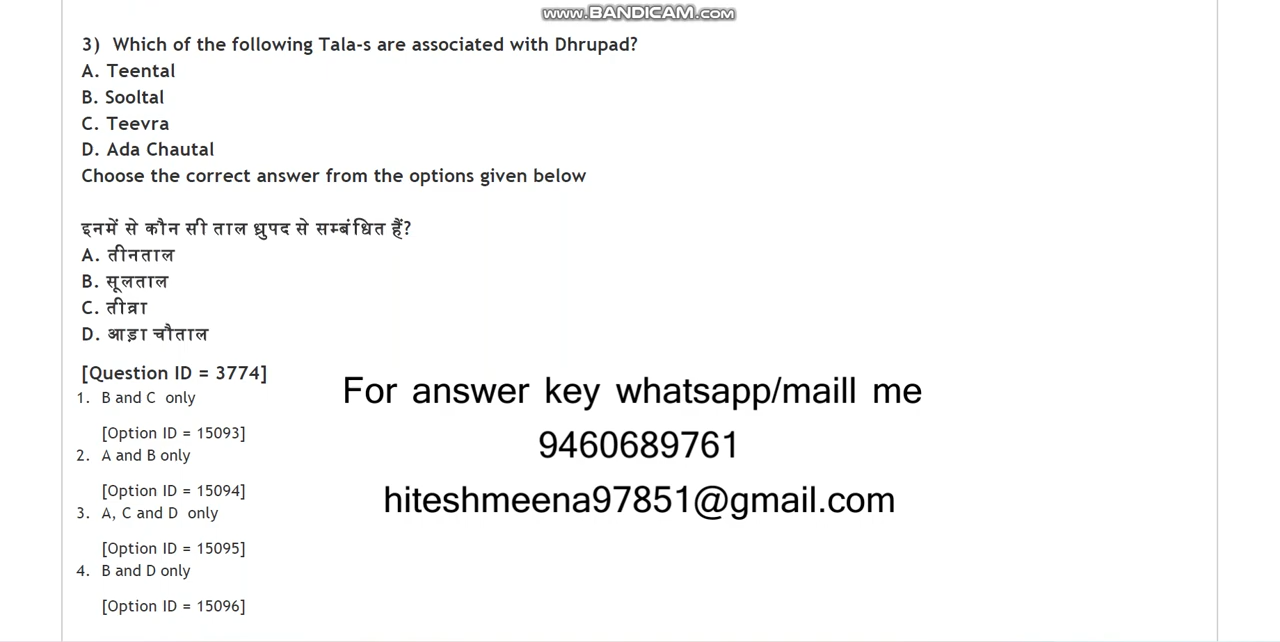 www.BANDICAM.com
3) Which of the following Tala-s are associated with Dhrupad?
A. Teental
B. Sooltal
C. Teevra
D. Ada Chautal
Choose the correct answer from the options given below
इनमें से कौन सी ताल ध्रुपद से सम्बंधित हैं?
A. तीनताल
B. सूलताल
C. तीव्रा
D. आड़ा चौताल
[Question ID = 3774]
1. B and C only
[Option ID = 15093]
2. A and B only
[Option ID = 15094]
3. A, C and D only
[Option ID = 15095]
4. B and D only
[Option ID = 15096]
For answer key whatsapp/maill me
9460689761
hiteshmeena97851@gmail.com